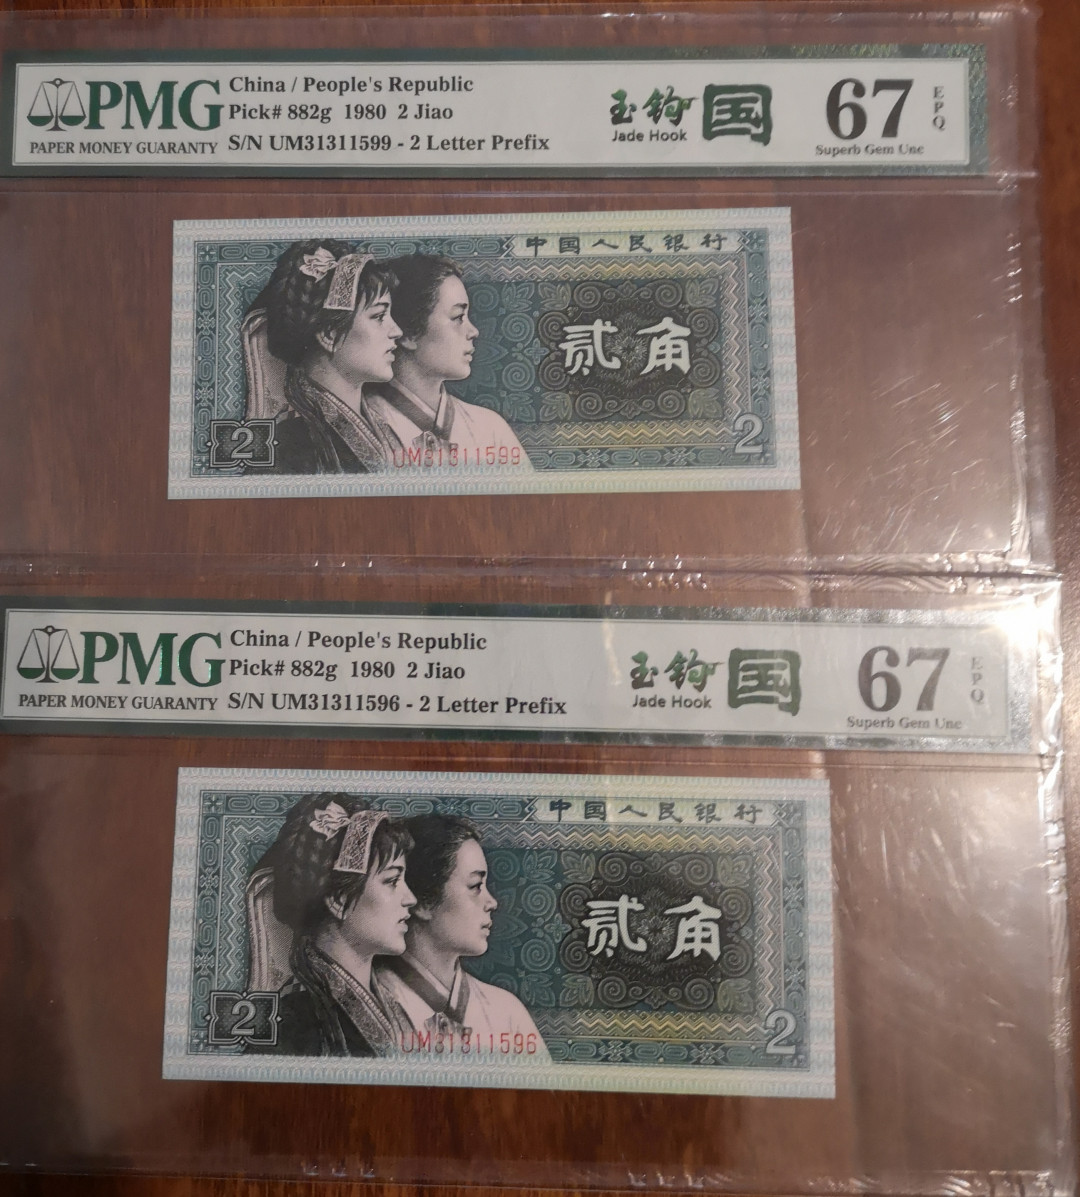 PMG
PAPER MONEY GUARANTY
China / People's Republic
Pick# 882g 1980 2 Jiao
S/N UM31311599 - 2 Letter Prefix
玉钩
Jade Hook
国
67
EPQ
Superb Gem Unc
中国人民银行
贰角
2
2
UM31311599
PMG
PAPER MONEY GUARANTY
China / People's Republic
Pick# 882g 1980 2 Jiao
S/N UM31311596 - 2 Letter Prefix
玉钩
Jade Hook
国
67
EPQ
Superb Gem Unc
中国人民银行
贰角
2
2
UM31311596